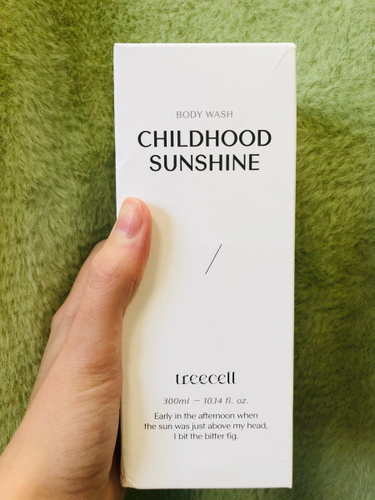 BODY WASH
CHILDHOOD
SUNSHINE
treecell
300ml — 10.14 fl. oz.
Early in the afternoon when
the sun was just above my head,
I bit the bitter fig.